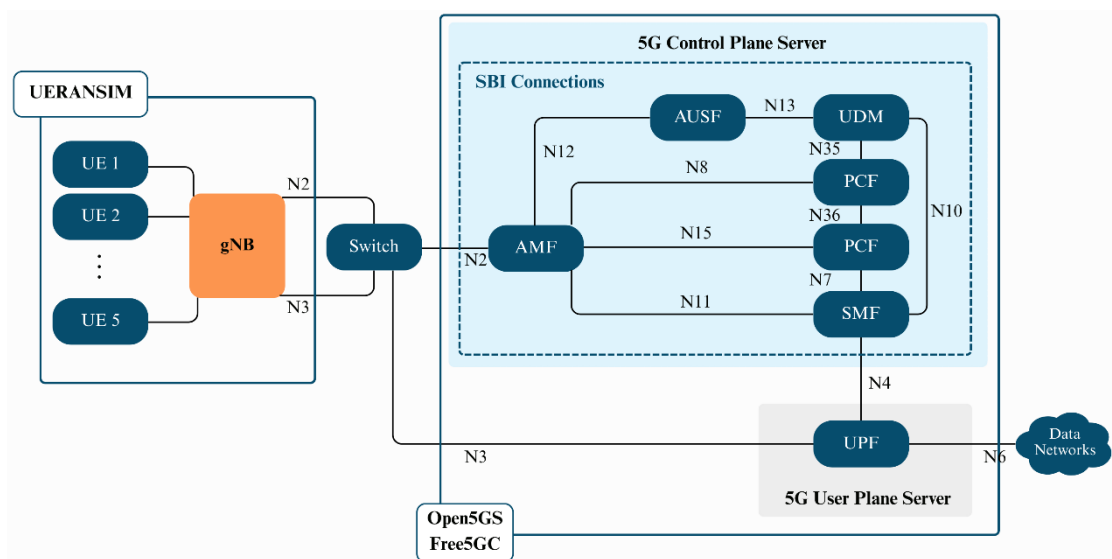 5G Control Plane Server
UERANSIM
SBI Connections
AUSF
N13
UDM
UE 1
N12
N35
N2
N8
PCF
UE 2
N36
N10
gNB
Switch
N2
AMF
N15
PCF
N7
N3
N11
SMF
UE 5
N4
N3
UPF
N6
Data
Networks
5G User Plane Server
Open5GS
Free5GC